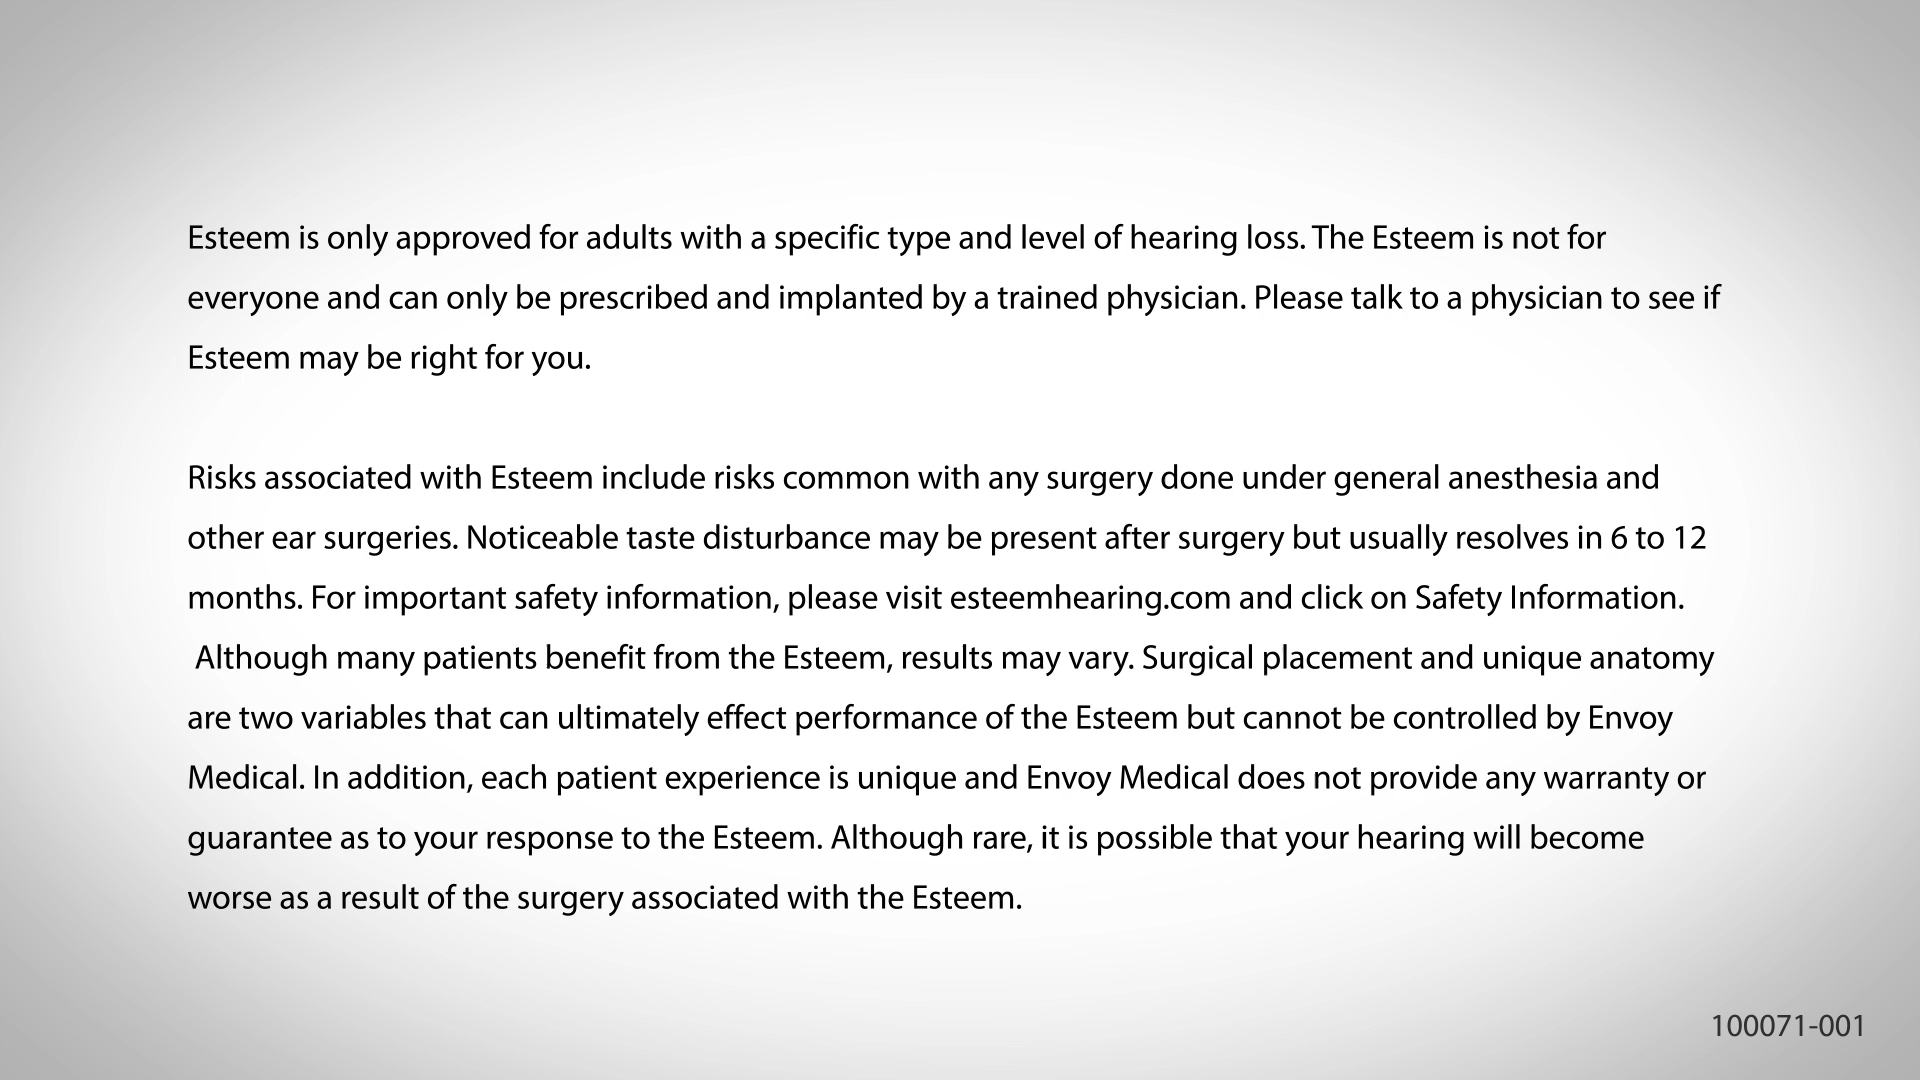 Esteem is only approved for adults with a specific type and level of hearing loss. The Esteem is not for
everyone and can only be prescribed and implanted by a trained physician. Please talk to a physician to see if
Esteem may be right for you.
Risks associated with Esteem include risks common with any surgery done under general anesthesia and
other ear surgeries. Noticeable taste disturbance may be present after surgery but usually resolves in 6 to 12
months. For important safety information, please visit esteemhearing.com and click on Safety Information.
Although many patients benefit from the Esteem, results may vary. Surgical placement and unique anatomy
are two variables that can ultimately effect performance of the Esteem but cannot be controlled by Envoy
Medical. In addition, each patient experience is unique and Envoy Medical does not provide any warranty or
guarantee as to your response to the Esteem. Although rare, it is possible that your hearing will become
worse as a result of the surgery associated with the Esteem.
100071-001